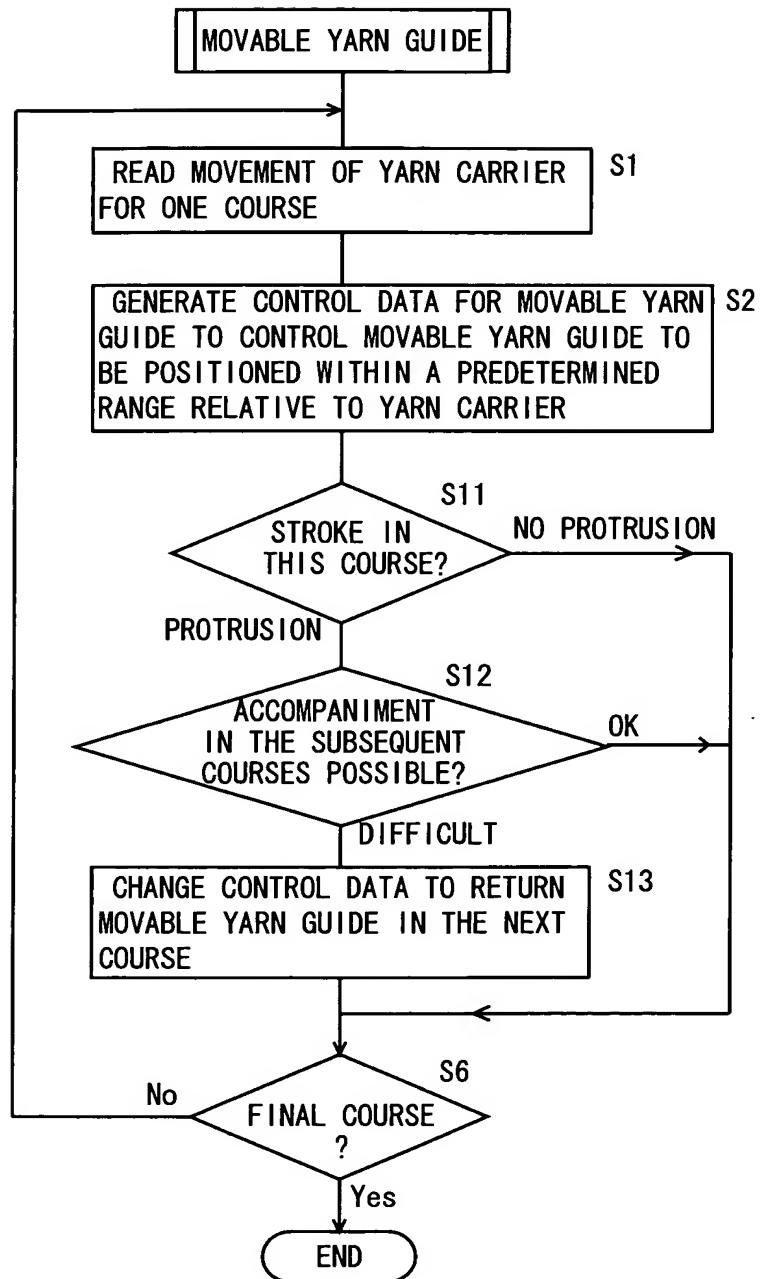 MOVABLE YARN GUIDE
READ MOVEMENT OF YARN CARRIER
FOR ONE COURSE
S1
GENERATE CONTROL DATA FOR MOVABLE YARN
GUIDE TO CONTROL MOVABLE YARN GUIDE TO
BE POSITIONED WITHIN A PREDETERMINED
RANGE RELATIVE TO YARN CARRIER
S2
S11
STROKE IN
THIS COURSE?
NO PROTRUSION
PROTRUSION
S12
ACCOMPANIMENT
IN THE SUBSEQUENT
COURSES POSSIBLE?
OK
DIFFICULT
CHANGE CONTROL DATA TO RETURN
MOVABLE YARN GUIDE IN THE NEXT
COURSE
S13
S6
No
FINAL COURSE
?
Yes
END